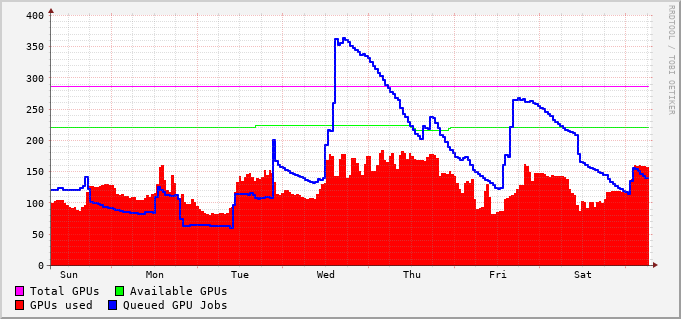 400
350
300
250
200
150
100
50
0
Sun Mon Tue Wed Thu Fri Sat
Total GPUs Available GPUs
GPUs used Queued GPU Jobs
RRDTOOL / TOBI OETIKER